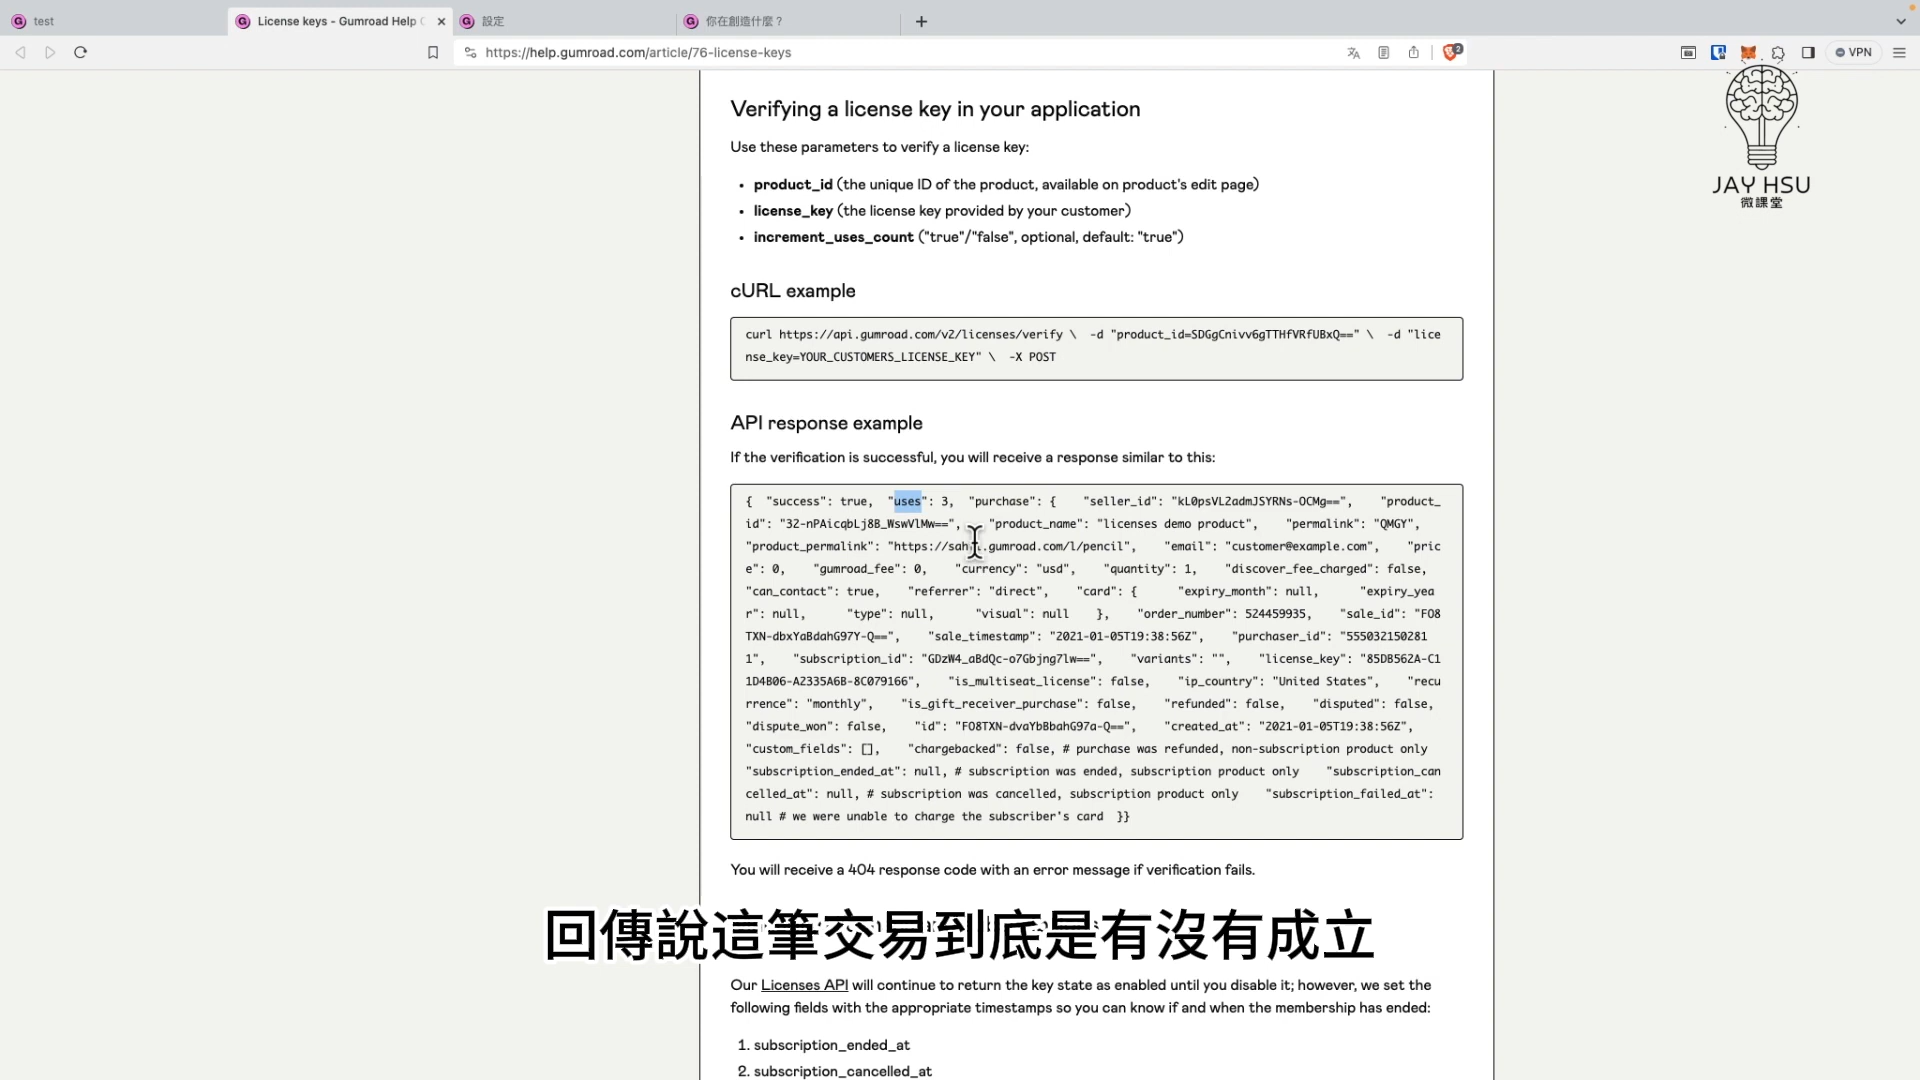 test
License keys - Gumroad Help C
設定
你在創造什麼？
https://help.gumroad.com/article/76-license-keys
2
VPN
JAY HSU
微課堂
Verifying a license key in your application
Use these parameters to verify a license key:
• product_id (the unique ID of the product, available on product's edit page)
• license_key (the license key provided by your customer)
• increment_uses_count ("true"/"false", optional, default: "true")
cURL example
curl https://api.gumroad.com/v2/licenses/verify \  -d "product_id=SDGgCnivv6gTTHfVRfUBxQ==" \  -d "lice
nse_key=YOUR_CUSTOMERS_LICENSE_KEY" \  -X POST
API response example
If the verification is successful, you will receive a response similar to this:
{  "success": true,  "uses": 3,  "purchase": {    "seller_id": "kL0psVL2admJSYRNs-OCMg==",    "product_
id": "32-nPAicqbLj8B_WswVlMw==",    "product_name": "licenses demo product",    "permalink": "QMGY",
"product_permalink": "https://sah .gumroad.com/l/pencil",    "email": "customer@example.com",    "pric
e": 0,    "gumroad_fee": 0,    "currency": "usd",    "quantity": 1,    "discover_fee_charged": false,
"can_contact": true,    "referrer": "direct",    "card": {      "expiry_month": null,      "expiry_yea
r": null,      "type": null,      "visual": null    },    "order_number": 524459935,    "sale_id": "FO8
TXN-dbxYaBdahG97Y-Q==",    "sale_timestamp": "2021-01-05T19:38:56Z",    "purchaser_id": "555032150281
1",    "subscription_id": "GDzW4_aBdQc-o7Gbjng7lw==",    "variants": "",    "license_key": "85DB562A-C1
1D4B06-A2335A6B-8C079166",    "is_multiseat_license": false,    "ip_country": "United States",    "recu
rrence": "monthly",    "is_gift_receiver_purchase": false,    "refunded": false,    "disputed": false,
"dispute_won": false,    "id": "FO8TXN-dvaYbBbahG97a-Q==",    "created_at": "2021-01-05T19:38:56Z",
"custom_fields": [],    "chargebacked": false, # purchase was refunded, non-subscription product only
"subscription_ended_at": null, # subscription was ended, subscription product only    "subscription_can
celled_at": null, # subscription was cancelled, subscription product only    "subscription_failed_at":
null # we were unable to charge the subscriber's card  }}
You will receive a 404 response code with an error message if verification fails.
回傳說這筆交易到底是有沒有成立
Our Licenses API will continue to return the key state as enabled until you disable it; however, we set the
following fields with the appropriate timestamps so you can know if and when the membership has ended:
1. subscription_ended_at
2. subscription_cancelled_at